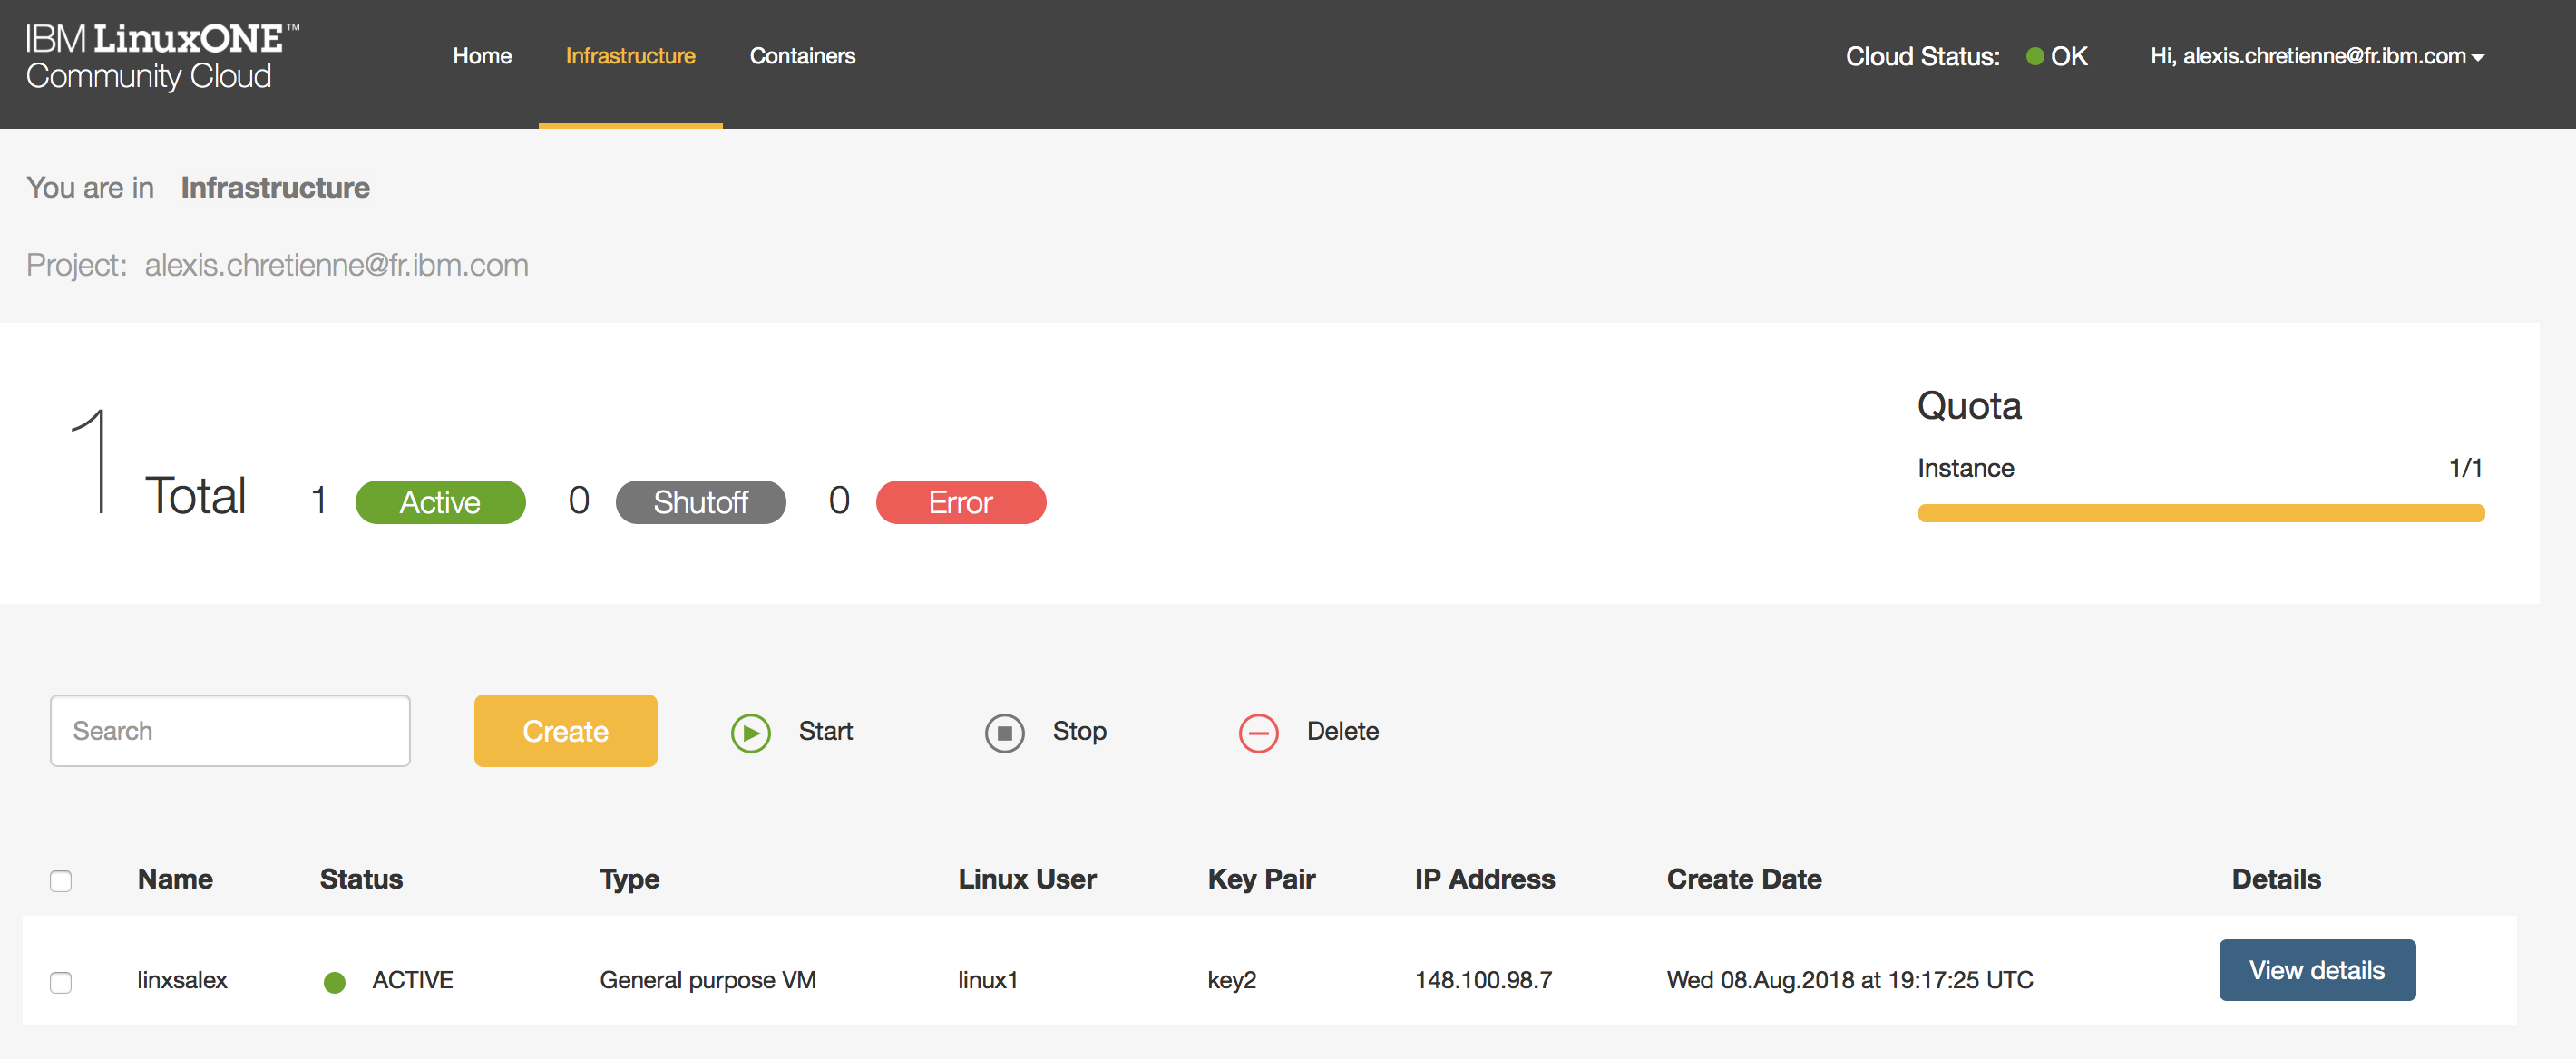 IBM LinuxONE™
Community Cloud
Home Infrastructure Containers
Cloud Status: OK
Hi, alexis.chretienne@fr.ibm.com
You are in Infrastructure
Project: alexis.chretienne@fr.ibm.com
1 Total 1 Active 0 Shutoff 0 Error
Quota
Instance 1/1
Search Create Start Stop Delete
Name Status Type Linux User Key Pair IP Address Create Date Details
linxsalex ACTIVE General purpose VM linux1 key2 148.100.98.7 Wed 08.Aug.2018 at 19:17:25 UTC View details